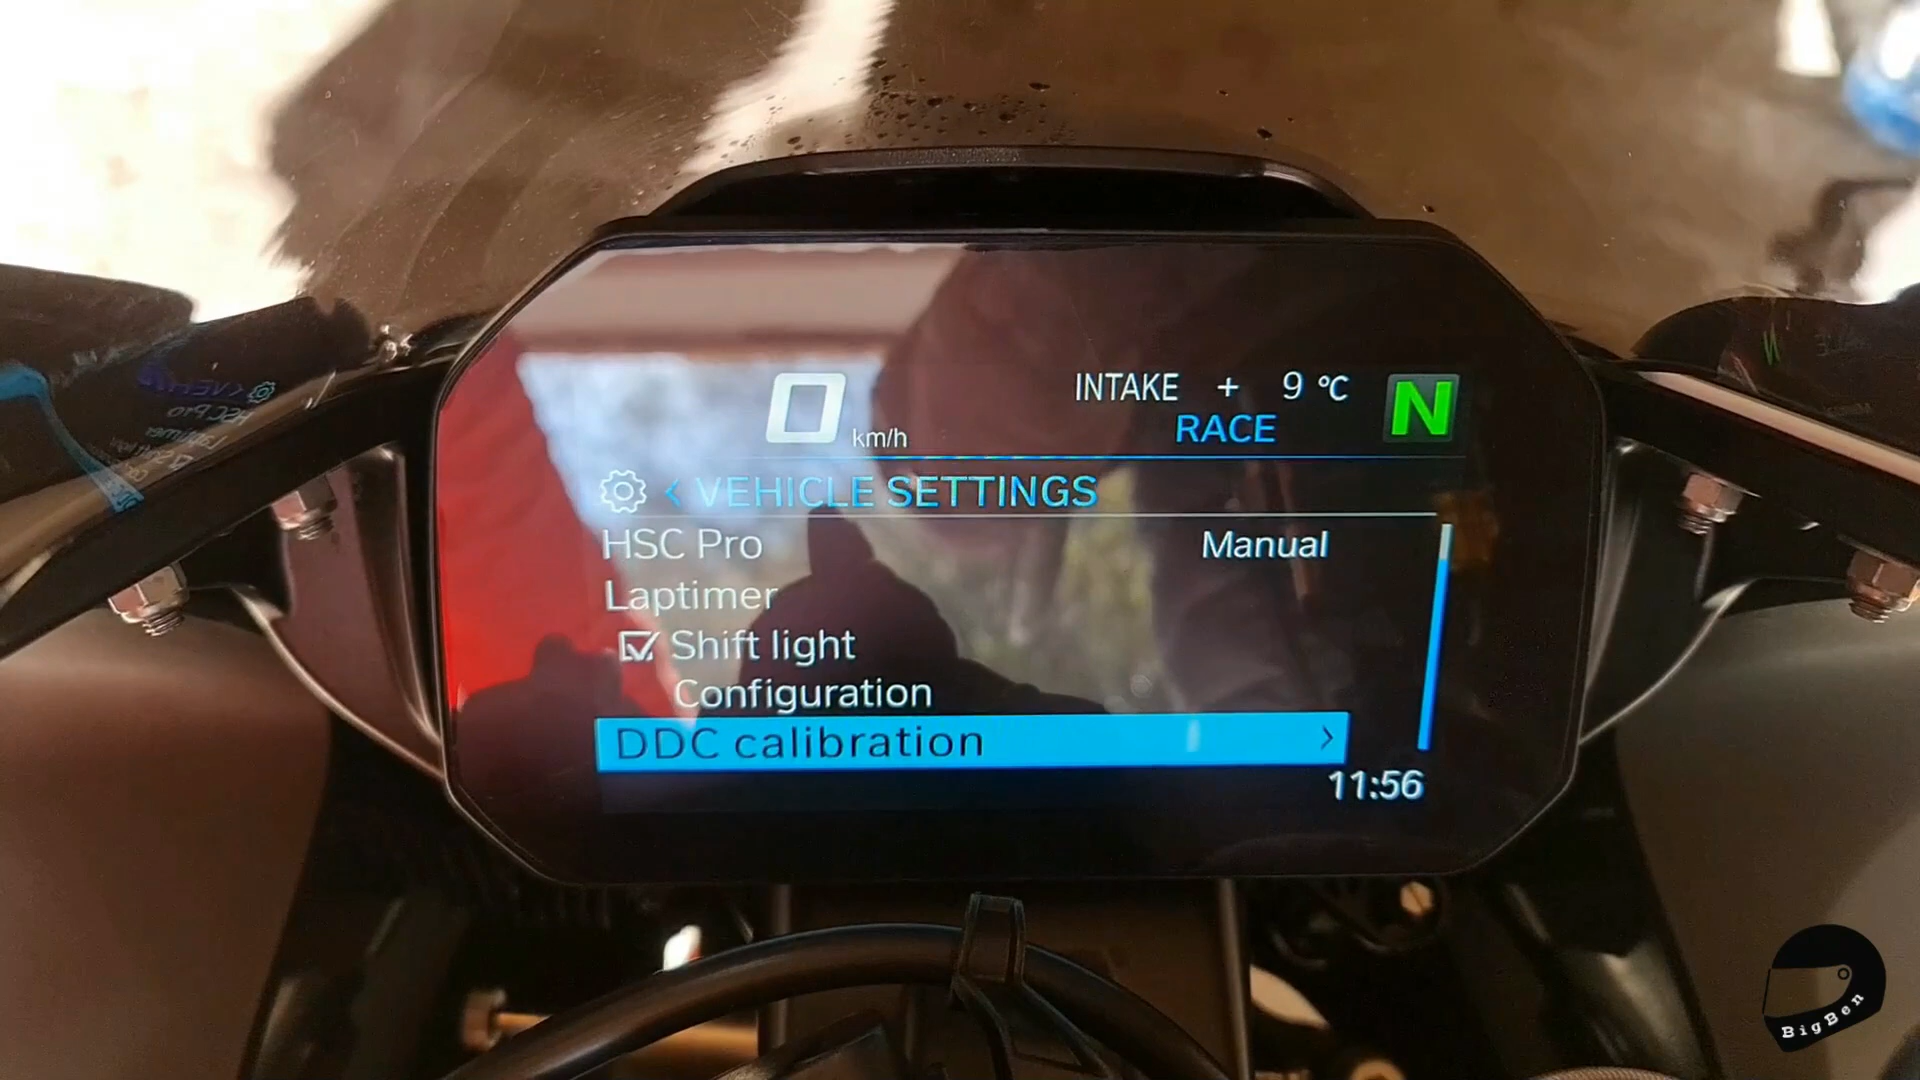 0 km/h
INTAKE + 9 °C
RACE
N
< VEHICLE SETTINGS
HSC Pro Manual
Laptimer
Shift light
Configuration
DDC calibration >
11:56
BigBen